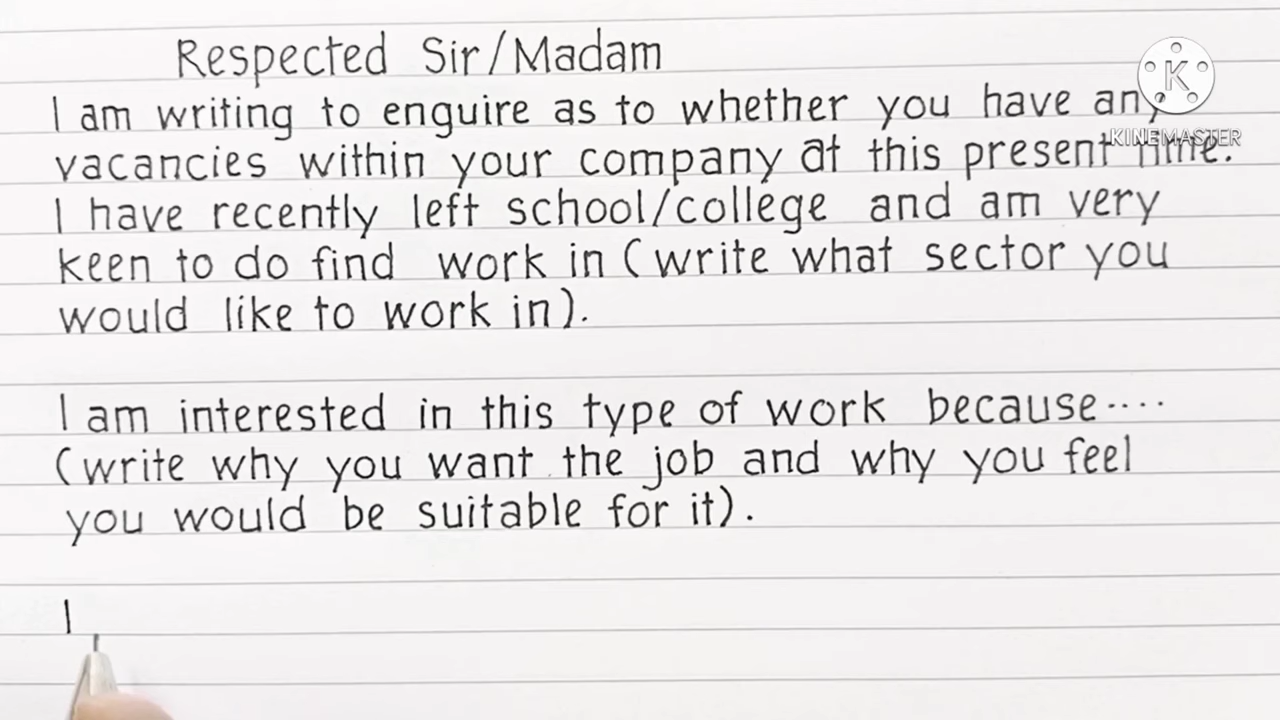 Respected Sir/Madam
I am writing to enquire as to whether you have any
vacancies within your company at this present time.
I have recently left school/college and am very
keen to do find work in (write what sector you
would like to work in).
I am interested in this type of work because....
(write why you want the job and why you feel
you would be suitable for it).
I
K
KINEMASTER